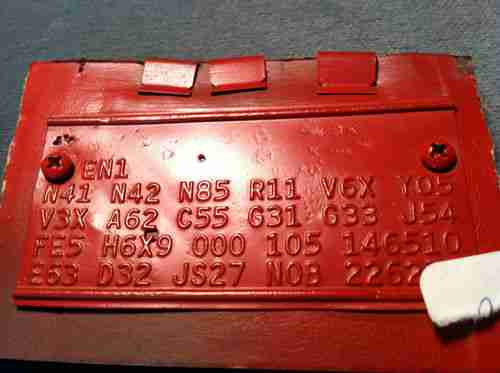 EN1
N41 N42 N85 R11 V6X Y05
V3X A62 C55 G31 G33 J54
FE5 H6X9 000 105 146510
E63 D32 JS27 N0B